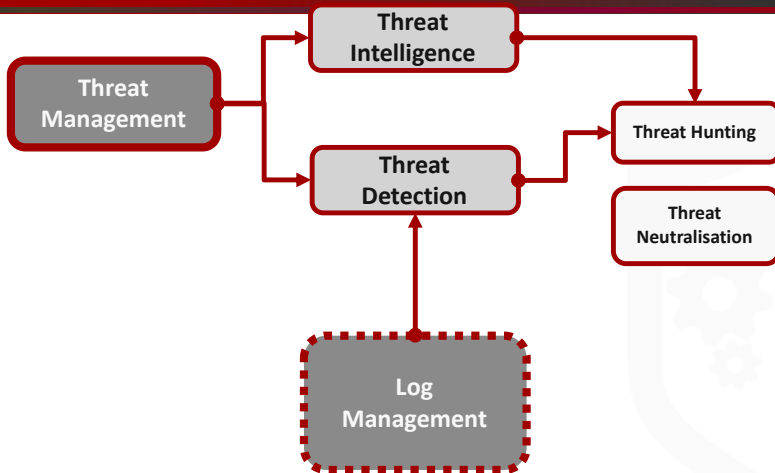 Threat
Intelligence
Threat
Management
Threat Hunting
Threat
Detection
Threat
Neutralisation
Log
Management